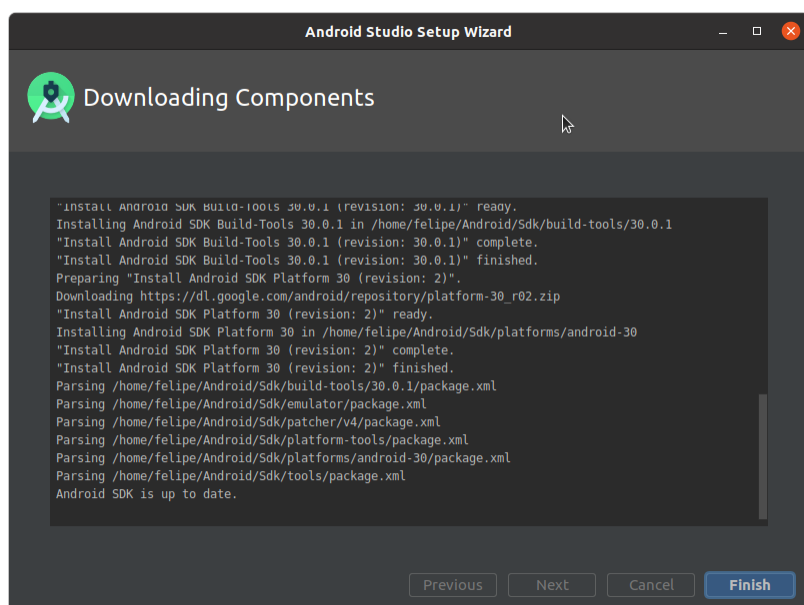 Android Studio Setup Wizard
Downloading Components
"Install Android SDK Build-Tools 30.0.1 (revision: 30.0.1)" ready.
Installing Android SDK Build-Tools 30.0.1 in /home/felipe/Android/Sdk/build-tools/30.0.1
"Install Android SDK Build-Tools 30.0.1 (revision: 30.0.1)" complete.
"Install Android SDK Build-Tools 30.0.1 (revision: 30.0.1)" finished.
Preparing "Install Android SDK Platform 30 (revision: 2)".
Downloading https://dl.google.com/android/repository/platform-30_r02.zip
"Install Android SDK Platform 30 (revision: 2)" ready.
Installing Android SDK Platform 30 in /home/felipe/Android/Sdk/platforms/android-30
"Install Android SDK Platform 30 (revision: 2)" complete.
"Install Android SDK Platform 30 (revision: 2)" finished.
Parsing /home/felipe/Android/Sdk/build-tools/30.0.1/package.xml
Parsing /home/felipe/Android/Sdk/emulator/package.xml
Parsing /home/felipe/Android/Sdk/patcher/v4/package.xml
Parsing /home/felipe/Android/Sdk/platform-tools/package.xml
Parsing /home/felipe/Android/Sdk/platforms/android-30/package.xml
Parsing /home/felipe/Android/Sdk/tools/package.xml
Android SDK is up to date.
Previous Next Cancel Finish